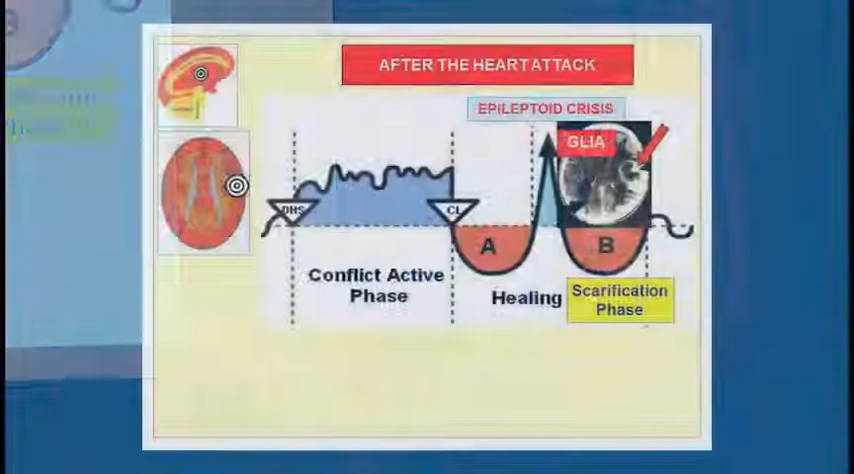 AFTER THE HEART ATTACK
EPILEPTOID CRISIS
GLIA
DHS
CL
A
B
Conflict Active
Phase
Healing
Scarification
Phase